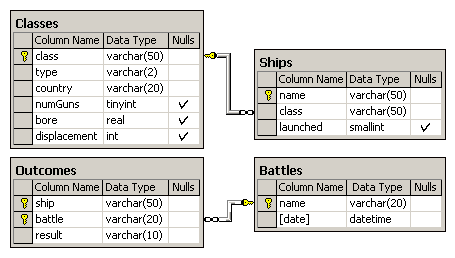 Classes
Column Name Data Type Nulls
class varchar(50)
type varchar(2)
country varchar(20)
numGuns tinyint
bore real
displacement int
Ships
Column Name Data Type Nulls
name varchar(50)
class varchar(50)
launched smallint
Outcomes
Column Name Data Type Nulls
ship varchar(50)
battle varchar(20)
result varchar(10)
Battles
Column Name Data Type Nulls
name varchar(20)
[date] datetime